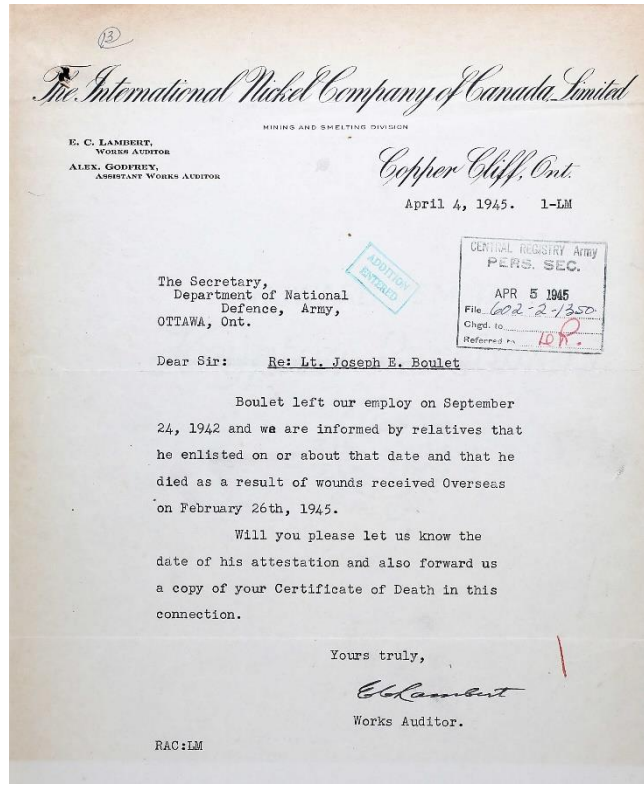 13
The International Nickel Company of Canada, Limited
MINING AND SMELTING DIVISION
E. C. LAMBERT,
WORKS AUDITOR
ALEX. GODFREY,
ASSISTANT WORKS AUDITOR
Copper Cliff, Ont.
April 4, 1945. 1-LM
ADDITION
ENTERED
CENTRAL REGISTRY Army
PERS. SEC.
APR 5 1945
File 602-2-1350
Chgd. to
Referred to
The Secretary,
Department of National
Defence, Army,
OTTAWA, Ont.
Dear Sir: Re: Lt. Joseph E. Boulet
Boulet left our employ on September
24, 1942 and we are informed by relatives that
he enlisted on or about that date and that he
died as a result of wounds received Overseas
on February 26th, 1945.
Will you please let us know the
date of his attestation and also forward us
a copy of your Certificate of Death in this
connection.
Yours truly,
E C Lambert
Works Auditor.
RAC:LM